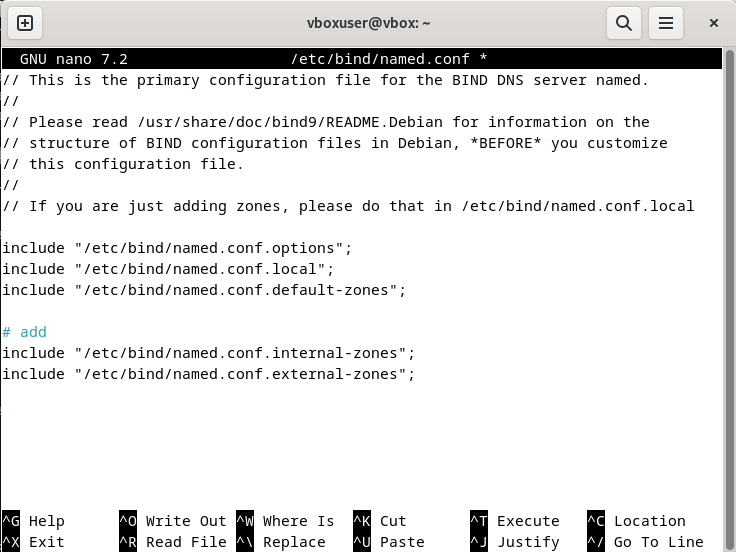 vboxuser@vbox: ~
GNU nano 7.2 /etc/bind/named.conf *
// This is the primary configuration file for the BIND DNS server named.
//
// Please read /usr/share/doc/bind9/README.Debian for information on the
// structure of BIND configuration files in Debian, *BEFORE* you customize
// this configuration file.
//
// If you are just adding zones, please do that in /etc/bind/named.conf.local
include "/etc/bind/named.conf.options";
include "/etc/bind/named.conf.local";
include "/etc/bind/named.conf.default-zones";
# add
include "/etc/bind/named.conf.internal-zones";
include "/etc/bind/named.conf.external-zones";
^G Help ^O Write Out ^W Where Is ^K Cut ^T Execute ^C Location
^X Exit ^R Read File ^\ Replace ^U Paste ^J Justify ^/ Go To Line